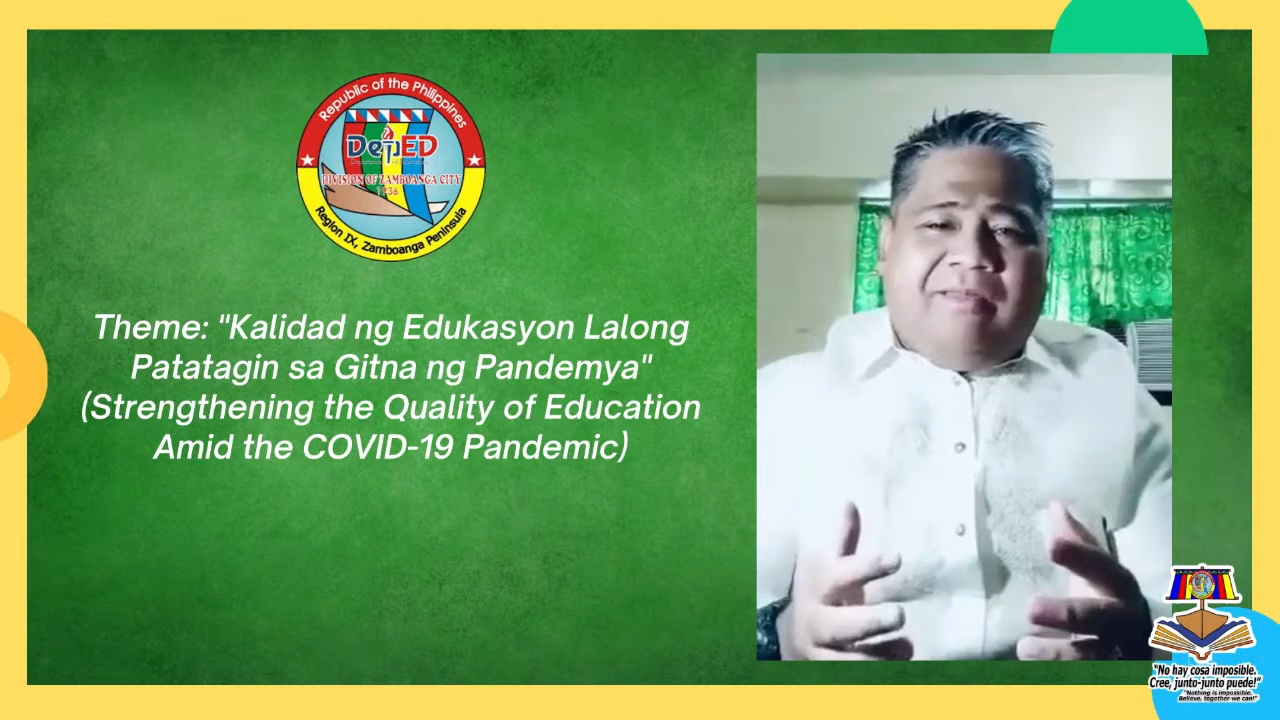 Republic of the Philippines
DepED
DIVISION OF ZAMBOANGA CITY
1936
Region IX, Zamboanga Peninsula
Theme: "Kalidad ng Edukasyon Lalong
Patatagin sa Gitna ng Pandemya"
(Strengthening the Quality of Education
Amid the COVID-19 Pandemic)
"No hay cosa imposible.
Cree, junto-junto puede!"
"Nothing is Impossible.
Believe, together we can!"